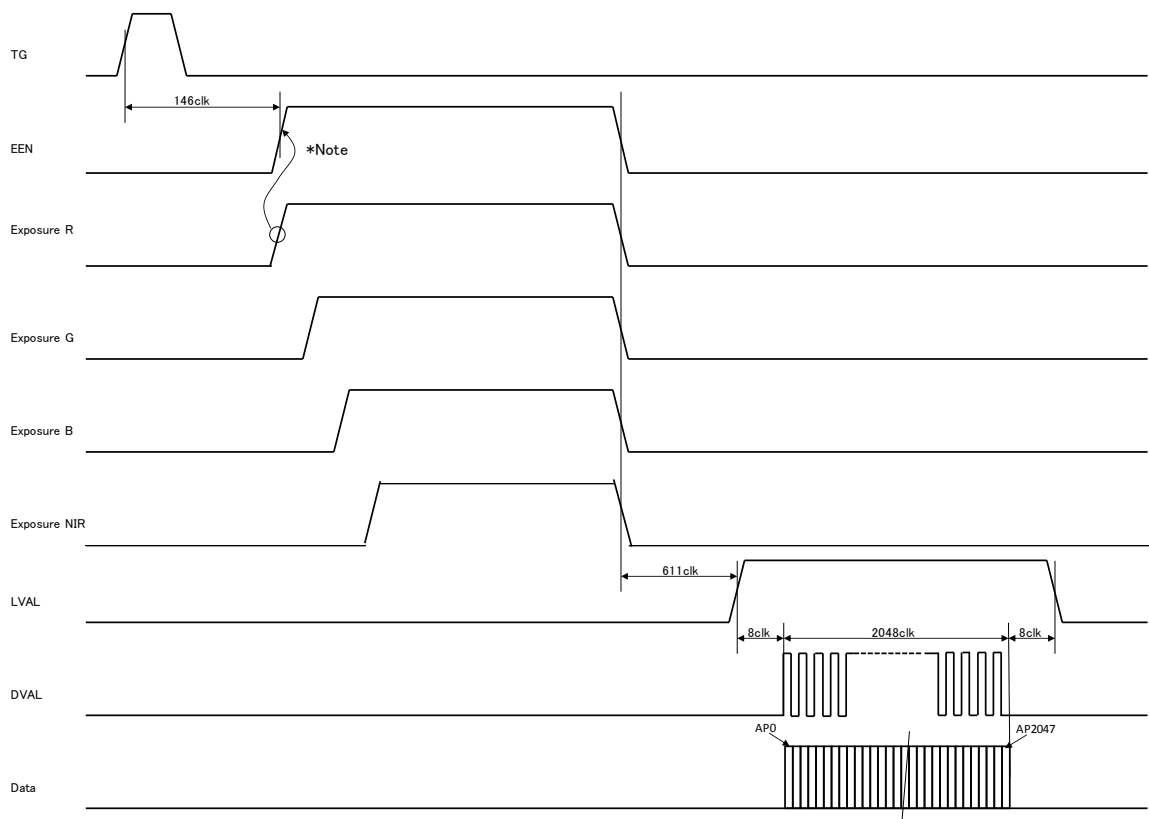 TG
146clk
EEN
*Note
Exposure R
Exposure G
Exposure B
Exposure NIR
611clk
LVAL
8clk
2048clk
8clk
DVAL
AP0
AP2047
Data